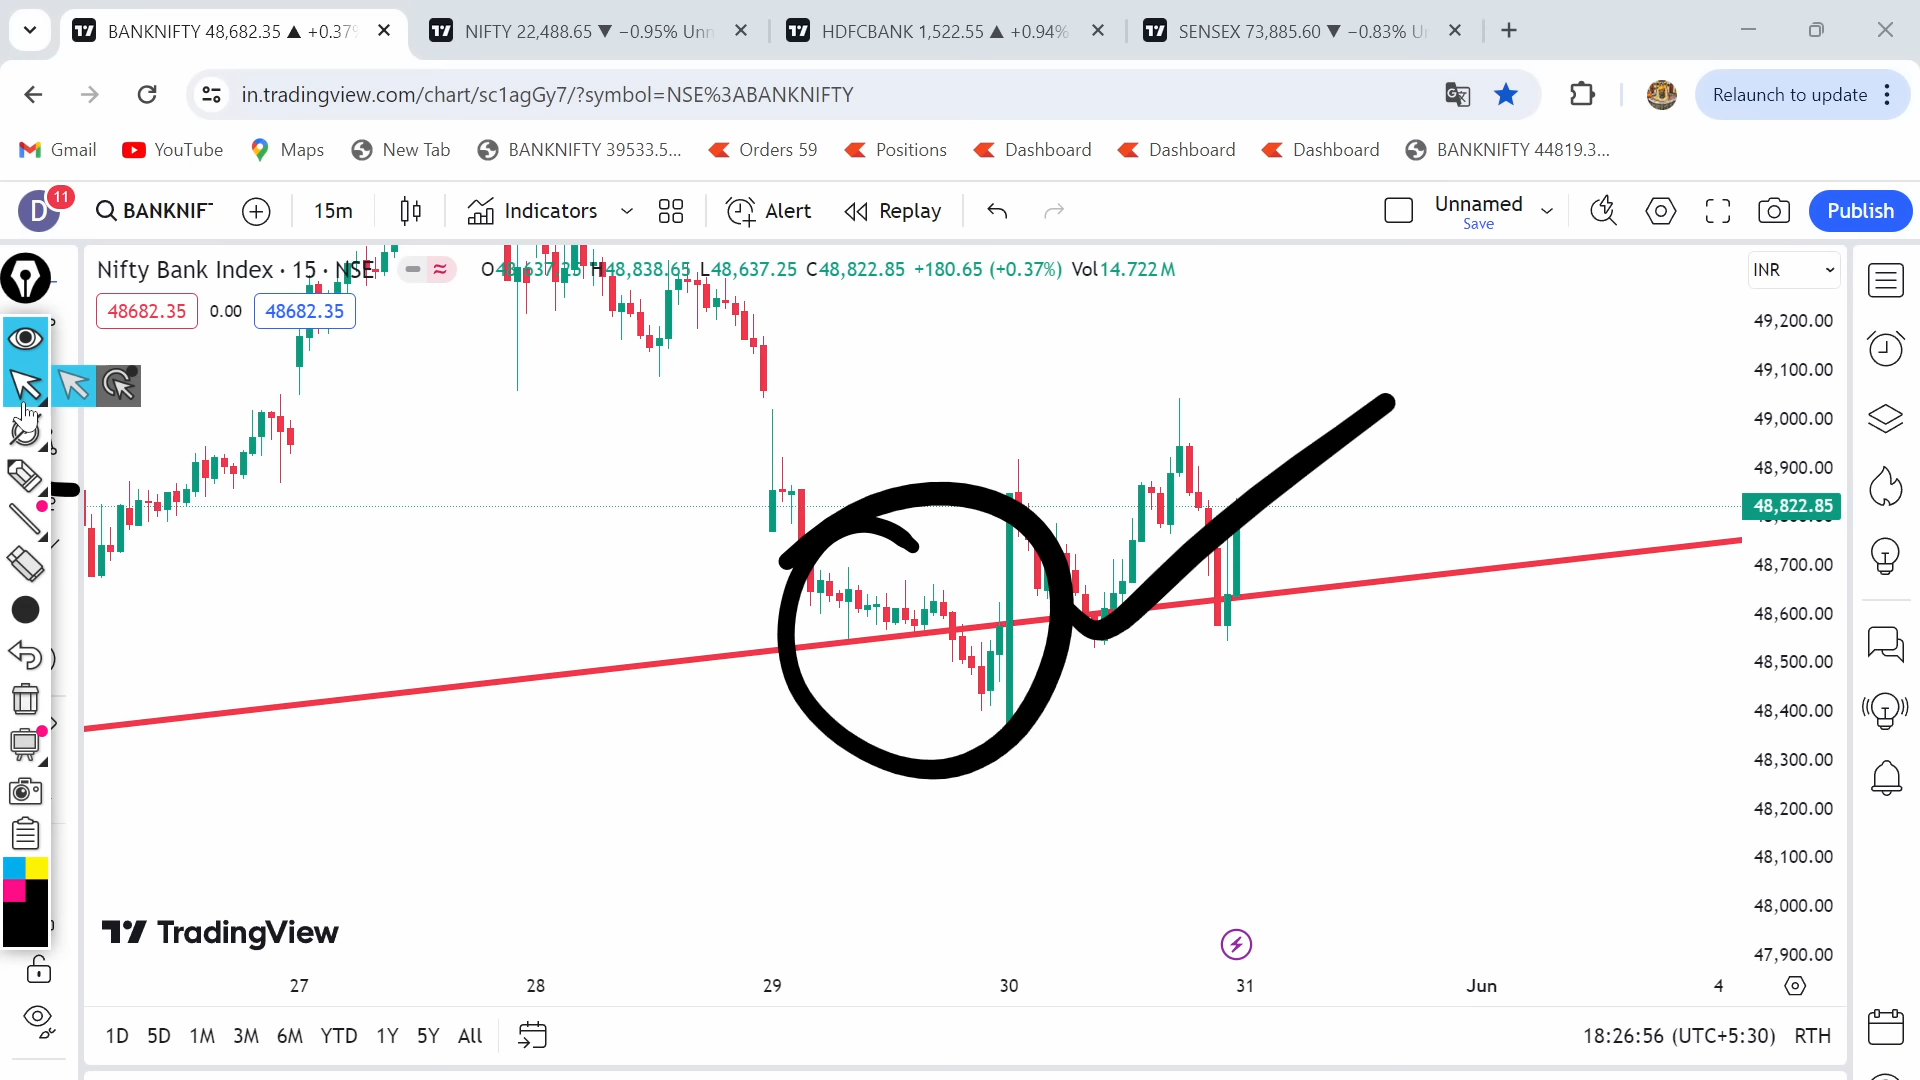 BANKNIFTY 48,682.35 ▲ +0.37%
NIFTY 22,488.65 ▼ −0.95% Unn
HDFCBANK 1,522.55 ▲ +0.94%
SENSEX 73,885.60 ▼ −0.83% U
in.tradingview.com/chart/sc1agGy7/?symbol=NSE%3ABANKNIFTY
Relaunch to update
Gmail
YouTube
Maps
New Tab
BANKNIFTY 39533.5...
Orders 59
Positions
Dashboard
Dashboard
Dashboard
BANKNIFTY 44819.3...
D
11
BANKNIF
15m
Indicators
Alert
Replay
Unnamed
Save
Publish
Nifty Bank Index · 15 · NSE
O48,637.25 H48,838.65 L48,637.25 C48,822.85 +180.65 (+0.37%) Vol14.722 M
INR
48682.35
0.00
48682.35
49,200.00
49,100.00
49,000.00
48,900.00
48,822.85
48,700.00
48,600.00
48,500.00
48,400.00
48,300.00
48,200.00
48,100.00
48,000.00
47,900.00
TradingView
27
28
29
30
31
Jun
4
1D
5D
1M
3M
6M
YTD
1Y
5Y
All
18:26:56 (UTC+5:30)
RTH